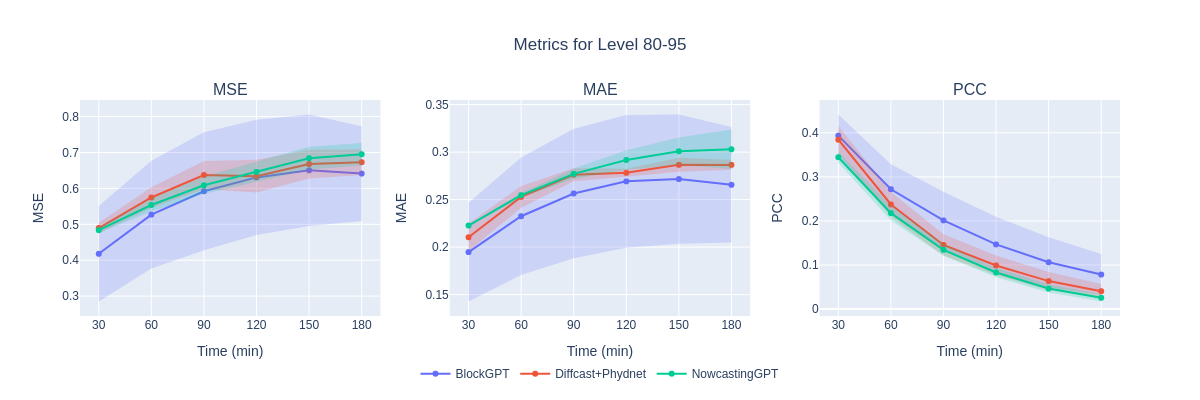 Metrics for Level 80-95
MSE
MAE
PCC
MSE
0.8
0.7
0.6
0.5
0.4
0.3
30 60 90 120 150 180
Time (min)
MAE
0.35
0.3
0.25
0.2
0.15
30 60 90 120 150 180
Time (min)
PCC
0.4
0.3
0.2
0.1
0
30 60 90 120 150 180
Time (min)
BlockGPT Diffcast+Phydnet NowcastingGPT